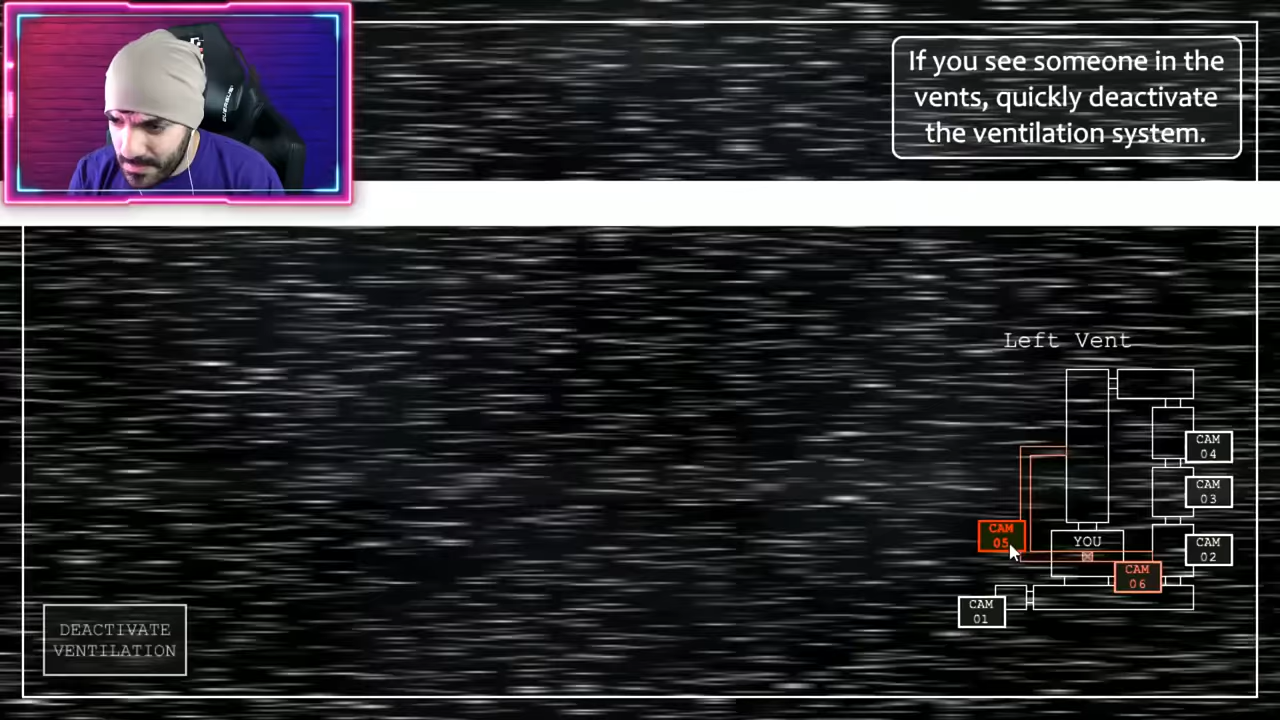 If you see someone in the
vents, quickly deactivate
the ventilation system.
Left Vent
CAM
04
CAM
03
CAM
05
YOU
CAM
02
CAM
06
CAM
01
DEACTIVATE
VENTILATION